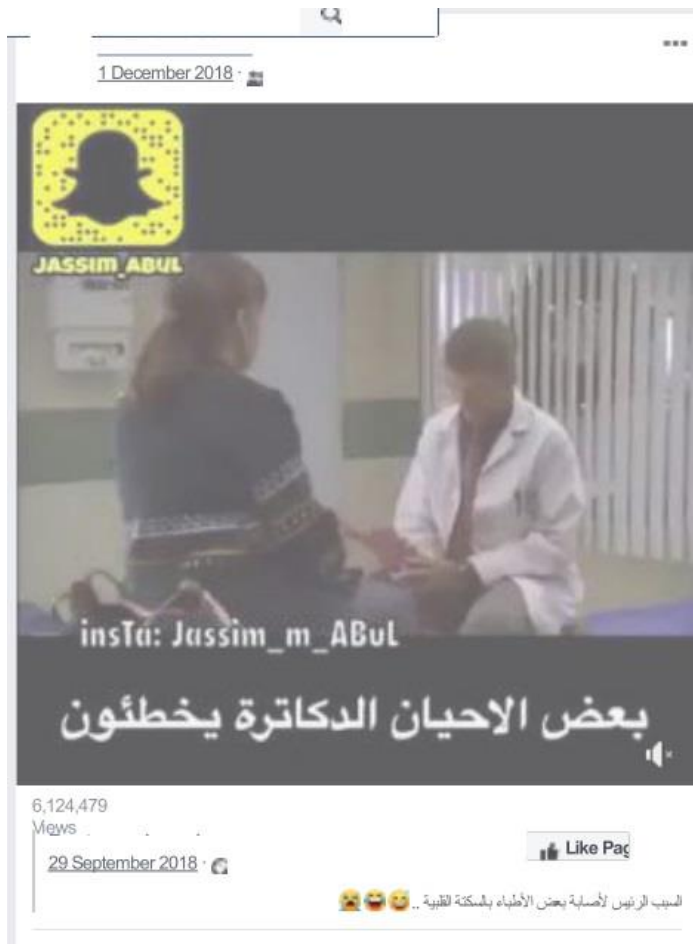 1 December 2018 ·
JASSIM_ABUL
insTa: Jassim_m_ABuL
بعض الاحيان الدكاترة يخطئون
6,124,479
Views
Like Pag
29 September 2018 ·
السبب الرئيس لأصابة بعض الأطباء بالسكتة القلبية ..